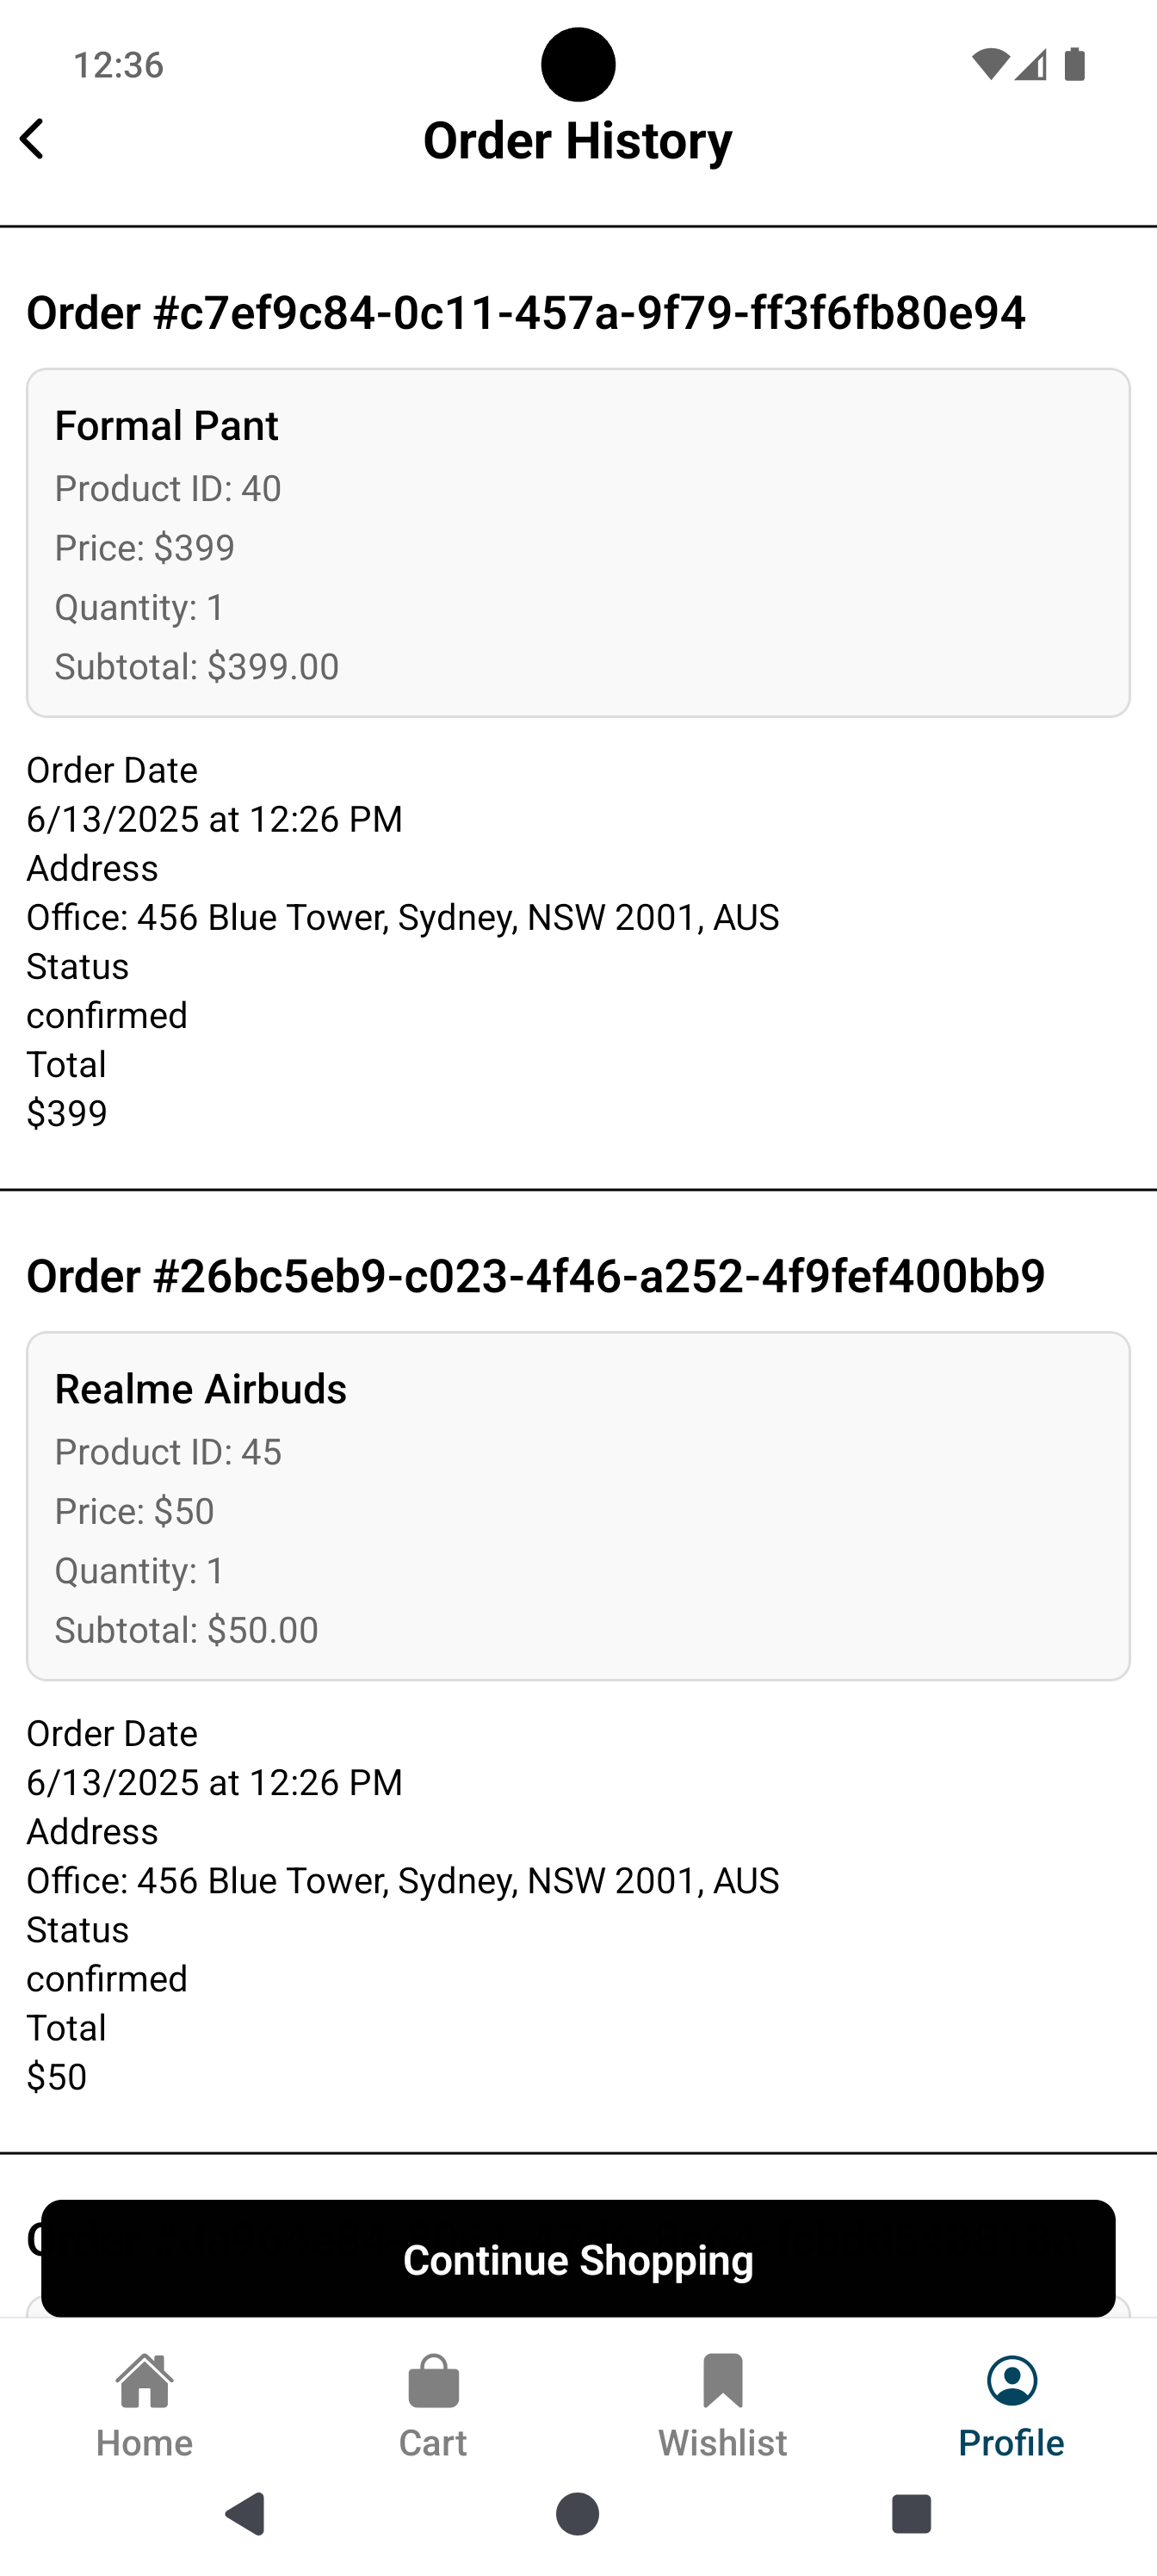 12:36
Order History
Order #c7ef9c84-0c11-457a-9f79-ff3f6fb80e94
Formal Pant
Product ID: 40
Price: $399
Quantity: 1
Subtotal: $399.00
Order Date
6/13/2025 at 12:26 PM
Address
Office: 456 Blue Tower, Sydney, NSW 2001, AUS
Status
confirmed
Total
$399
Order #26bc5eb9-c023-4f46-a252-4f9fef400bb9
Realme Airbuds
Product ID: 45
Price: $50
Quantity: 1
Subtotal: $50.00
Order Date
6/13/2025 at 12:26 PM
Address
Office: 456 Blue Tower, Sydney, NSW 2001, AUS
Status
confirmed
Total
$50
Continue Shopping
Home
Cart
Wishlist
Profile